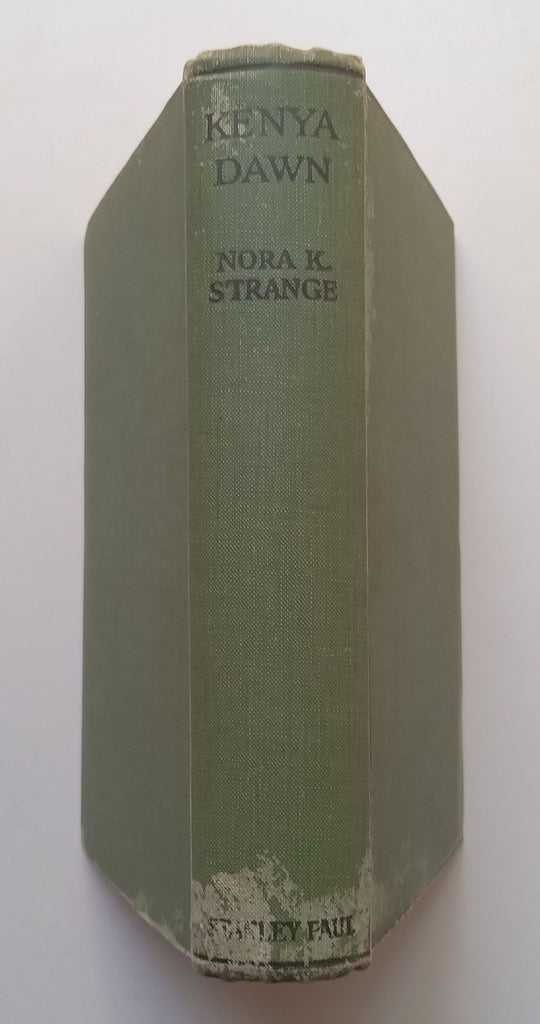 KENYA
DAWN
NORA K.
STRANGE
STANLEY PAUL